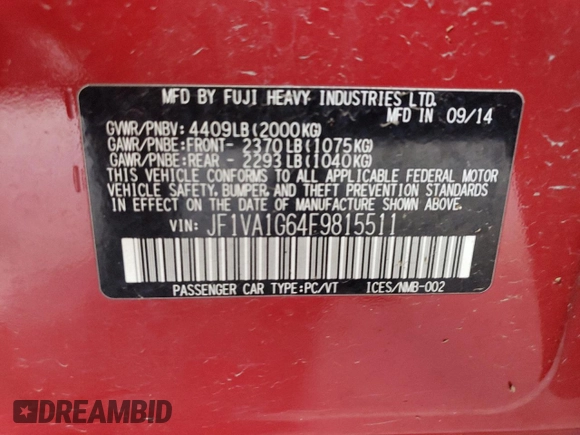 MFD BY FUJI HEAVY INDUSTRIES LTD.
MFD IN 09/14
GVWR/PNBV: 4409LB(2000KG)
GAWR/PNBE:FRONT- 2370LB(1075KG)
GAWR/PNBE:REAR - 2293LB(1040KG)
THIS VEHICLE CONFORMS TO ALL APPLICABLE FEDERAL MOTOR
VEHICLE SAFETY, BUMPER, AND THEFT PREVENTION STANDARDS
IN EFFECT ON THE DATE OF MANUFACTURE SHOWN ABOVE.
VIN: JF1VA1G64F9815511
PASSENGER CAR TYPE:PC/VT ICES/NMB-002
DREAMBID